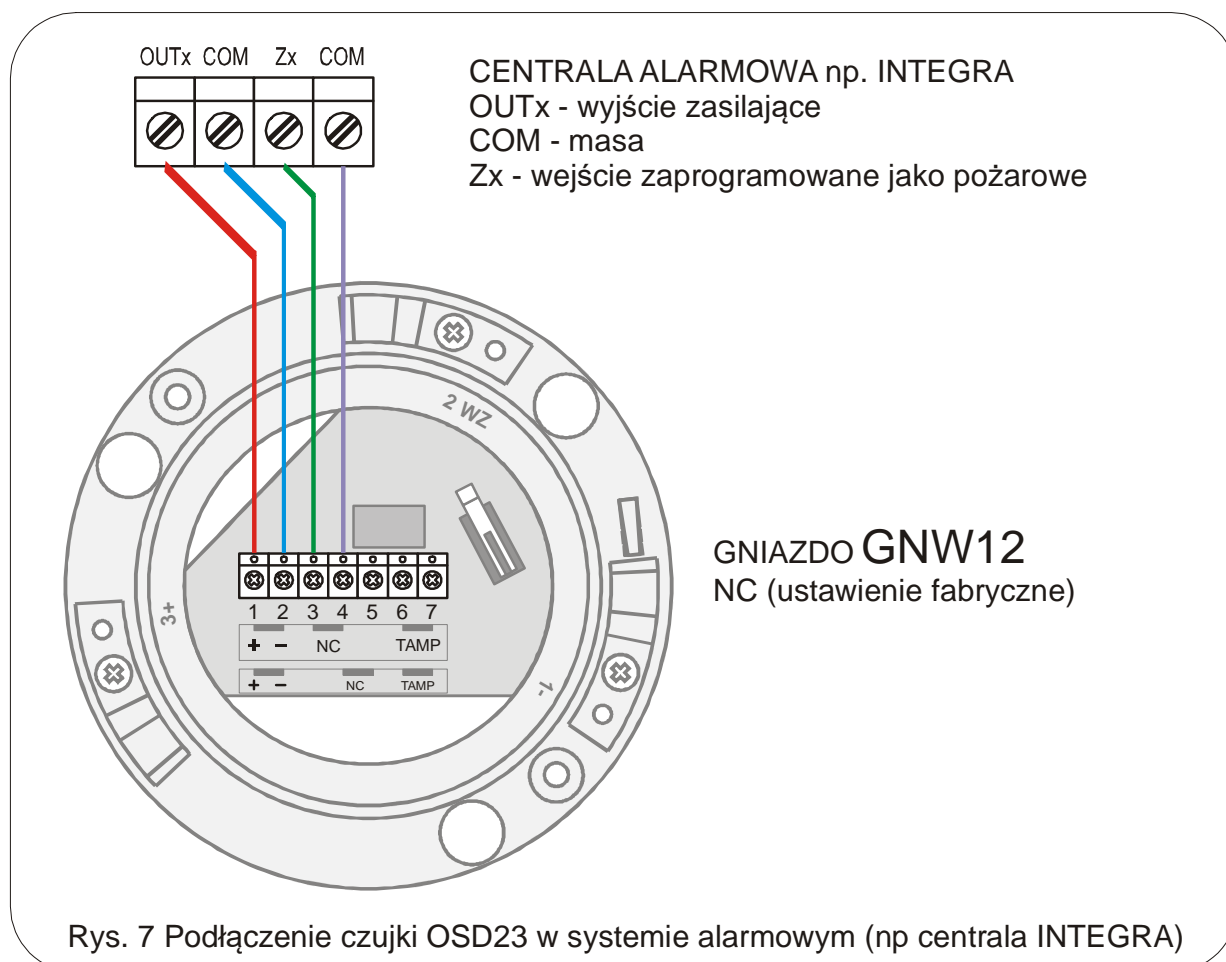 OUTx COM Zx COM
CENTRALA ALARMOWA np. INTEGRA
OUTx - wyjście zasilające
COM - masa
Zx - wejście zaprogramowane jako pożarowe
2 WZ
3+
1-
1 2 3 4 5 6 7
+ - NC TAMP
+ - NC TAMP
GNIAZDO GNW12
NC (ustawienie fabryczne)
Rys. 7 Podłączenie czujki OSD23 w systemie alarmowym (np centrala INTEGRA)